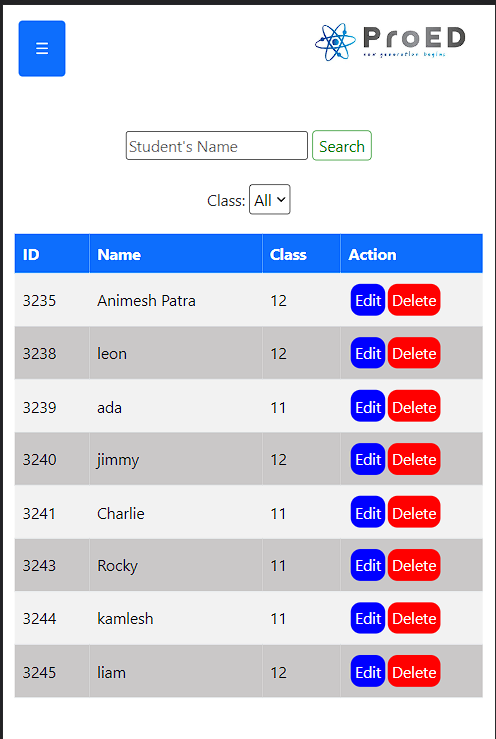 ☰
ProED
new generation begins
Student's Name Search
Class: All
ID Name Class Action
3235 Animesh Patra 12 Edit Delete
3238 leon 12 Edit Delete
3239 ada 11 Edit Delete
3240 jimmy 12 Edit Delete
3241 Charlie 11 Edit Delete
3243 Rocky 11 Edit Delete
3244 kamlesh 11 Edit Delete
3245 liam 12 Edit Delete